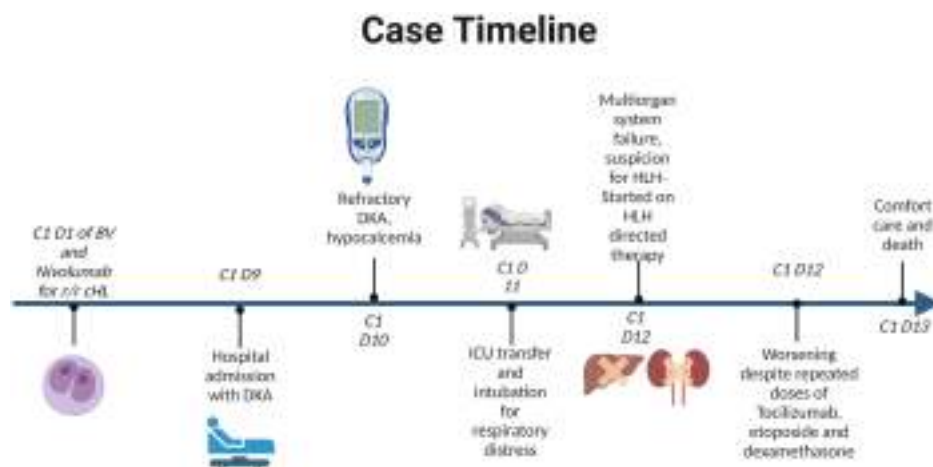 Case Timeline
C1 D1 of BV
and
Nivolumab
for r/r cHL
C1 D9
Hospital
admission
with DKA
Refractory
DKA,
hypocalcemia
C1
D10
C1 D
11
ICU transfer
and
intubation
for
respiratory
distress
Multiorgan
system
failure,
suspicion
for HLH-
Started on
HLH
directed
therapy
C1
D12
C1 D12
Worsening
despite repeated
doses of
Tocilizumab,
etoposide and
dexamethasone
Comfort
care and
death
C1 D13